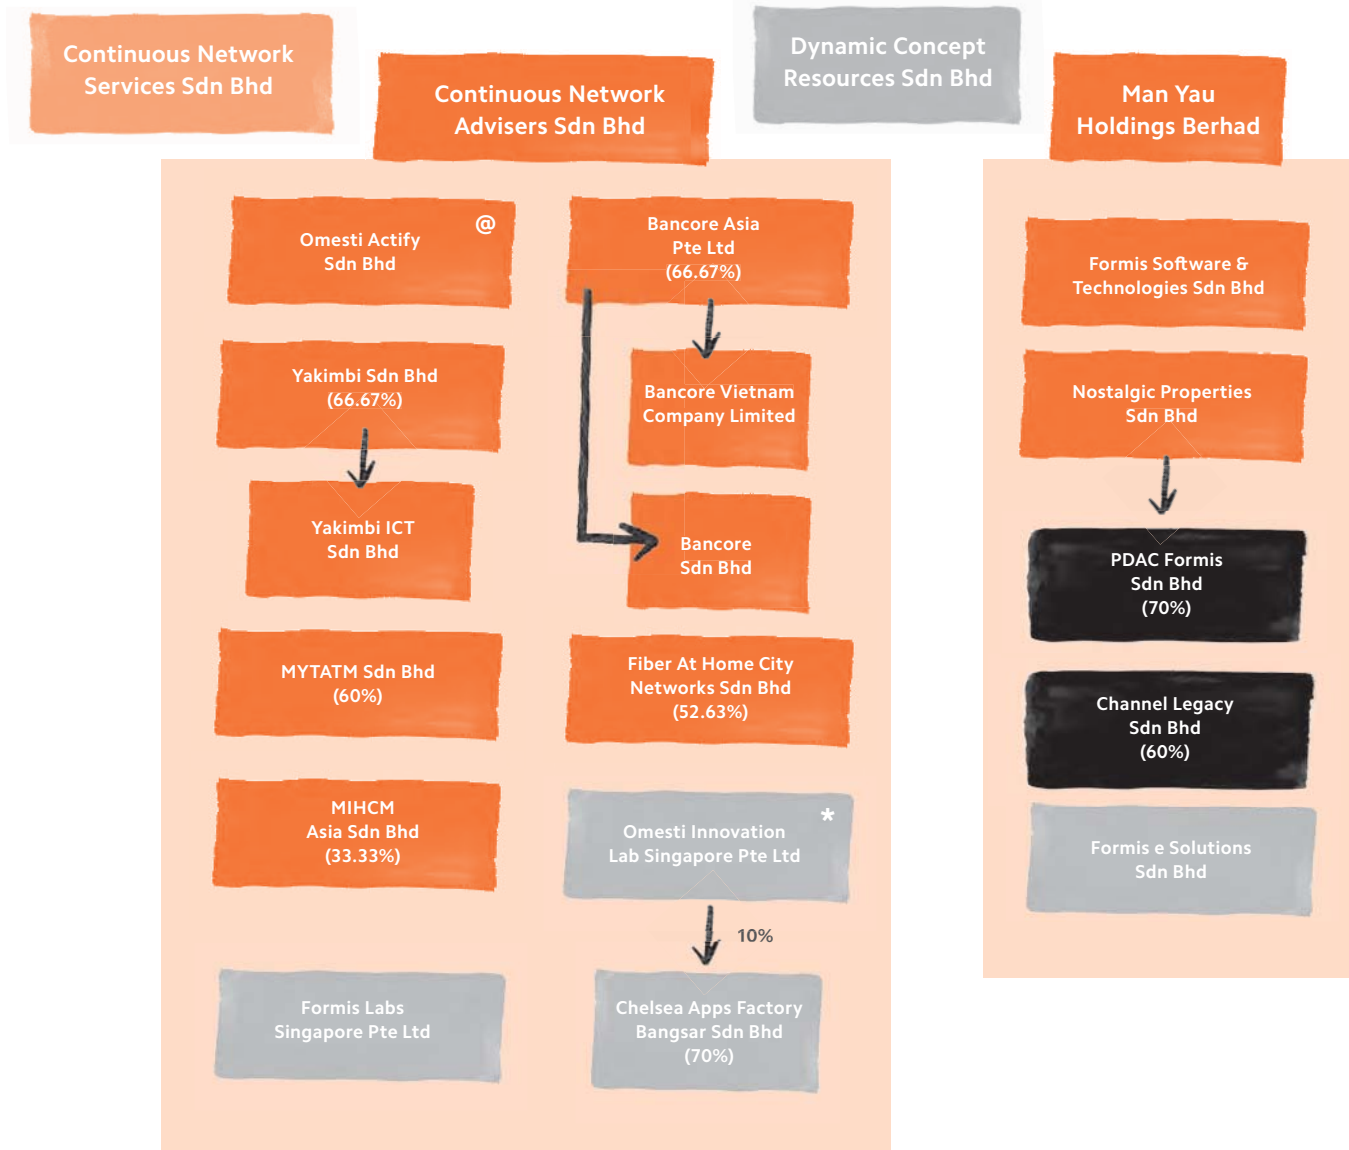 Continuous Network
Services Sdn Bhd
Continuous Network
Advisers Sdn Bhd
Dynamic Concept
Resources Sdn Bhd
Man Yau
Holdings Berhad
Omesti Actify
Sdn Bhd
@
Yakimbi Sdn Bhd
(66.67%)
Yakimbi ICT
Sdn Bhd
MYTATM Sdn Bhd
(60%)
MIHCM
Asia Sdn Bhd
(33.33%)
Formis Labs
Singapore Pte Ltd
Bancore Asia
Pte Ltd
(66.67%)
Bancore Vietnam
Company Limited
Bancore
Sdn Bhd
Fiber At Home City
Networks Sdn Bhd
(52.63%)
Omesti Innovation
Lab Singapore Pte Ltd
*
10%
Chelsea Apps Factory
Bangsar Sdn Bhd
(70%)
Formis Software &
Technologies Sdn Bhd
Nostalgic Properties
Sdn Bhd
PDAC Formis
Sdn Bhd
(70%)
Channel Legacy
Sdn Bhd
(60%)
Formis e Solutions
Sdn Bhd